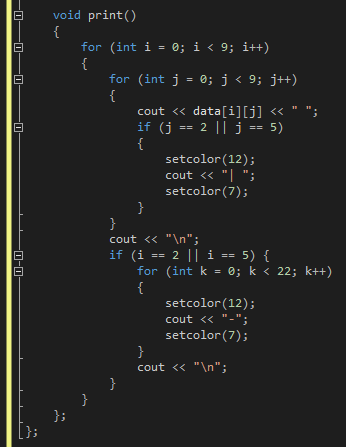 void print()
{
for (int i = 0; i < 9; i++)
{
for (int j = 0; j < 9; j++)
{
cout << data[i][j] << " ";
if (j == 2 || j == 5)
{
setcolor(12);
cout << "| ";
setcolor(7);
}
}
cout << "\n";
if (i == 2 || i == 5) {
for (int k = 0; k < 22; k++)
{
setcolor(12);
cout << "-";
setcolor(7);
}
cout << "\n";
}
}
};
};